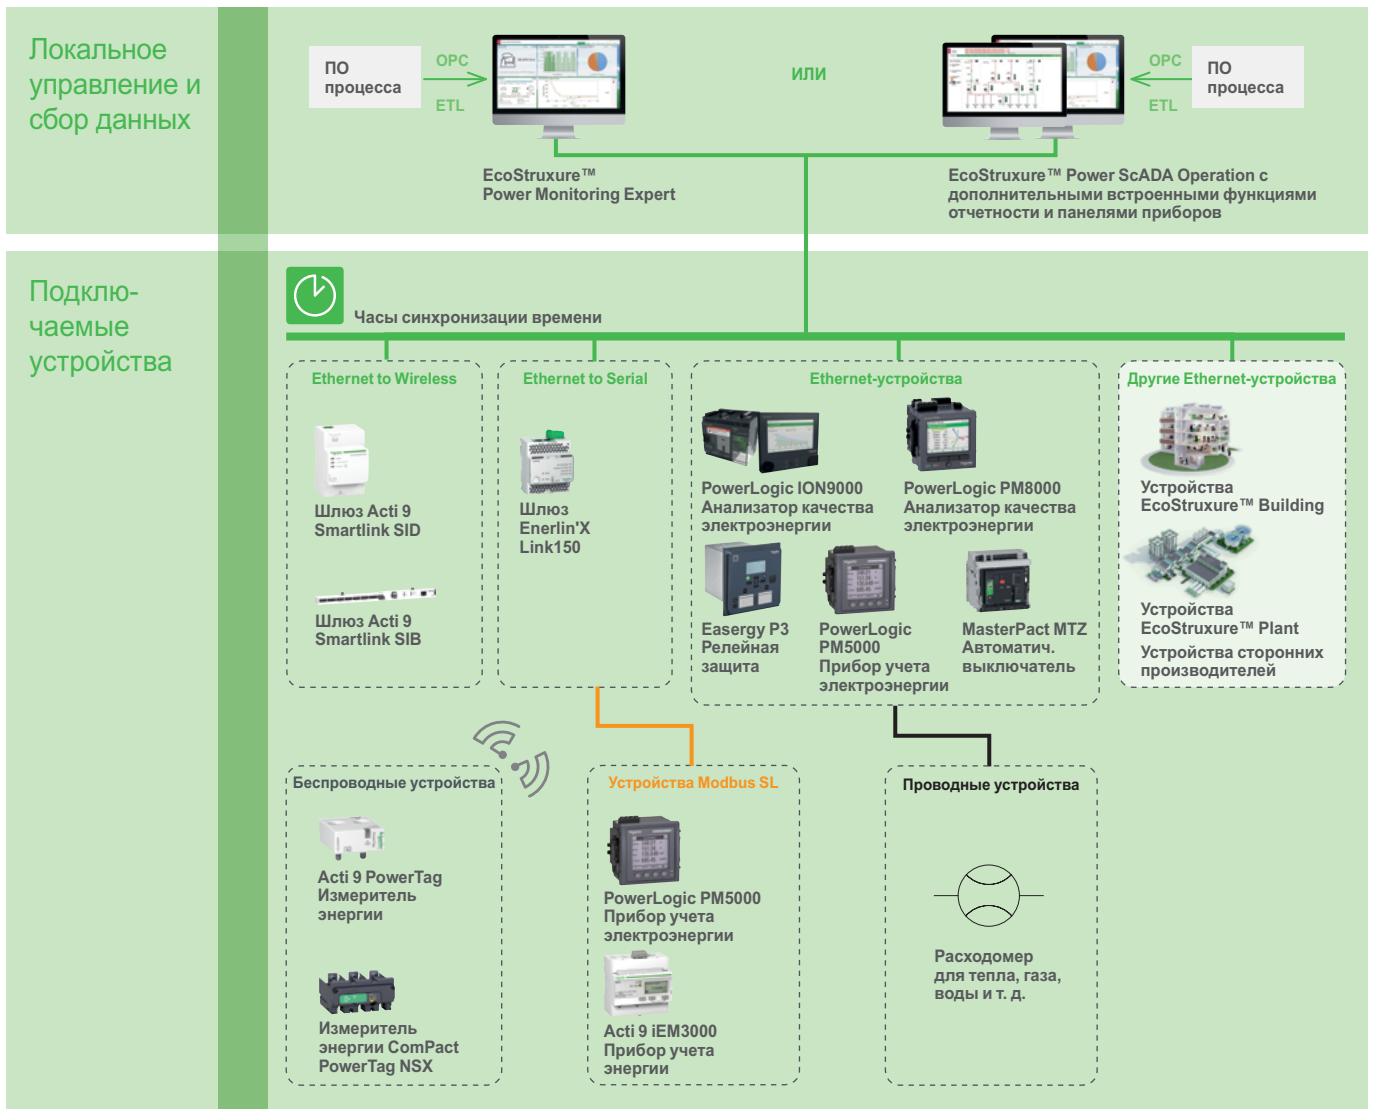 Локальное
управление и
сбор данных
ПО
процесса
OPC
ETL
EcoStruxure™
Power Monitoring Expert
ИЛИ
OPC
ETL
ПО
процесса
EcoStruxure™ Power ScADA Operation с
дополнительными встроенными функциями
отчетности и панелями приборов
Подклю-
чаемые
устройства
Часы синхронизации времени
Ethernet to Wireless
Шлюз Acti 9
Smartlink SID
Шлюз Acti 9
Smartlink SIB
Ethernet to Serial
Шлюз
Enerlin'X
Link150
Ethernet-устройства
PowerLogic ION9000
Анализатор качества
электроэнергии
PowerLogic PM8000
Анализатор качества
электроэнергии
Easergy P3
Релейная
защита
PowerLogic
PM5000
Прибор учета
электроэнергии
MasterPact MTZ
Автоматич.
выключатель
Другие Ethernet-устройства
Устройства
EcoStruxure™ Building
Устройства
EcoStruxure™ Plant
Устройства сторонних
производителей
Беспроводные устройства
Acti 9 PowerTag
Измеритель
энергии
Измеритель
энергии ComPact
PowerTag NSX
Устройства Modbus SL
PowerLogic PM5000
Прибор учета
электроэнергии
Acti 9 iEM3000
Прибор учета
энергии
Проводные устройства
Расходомер
для тепла, газа,
воды и т. д.